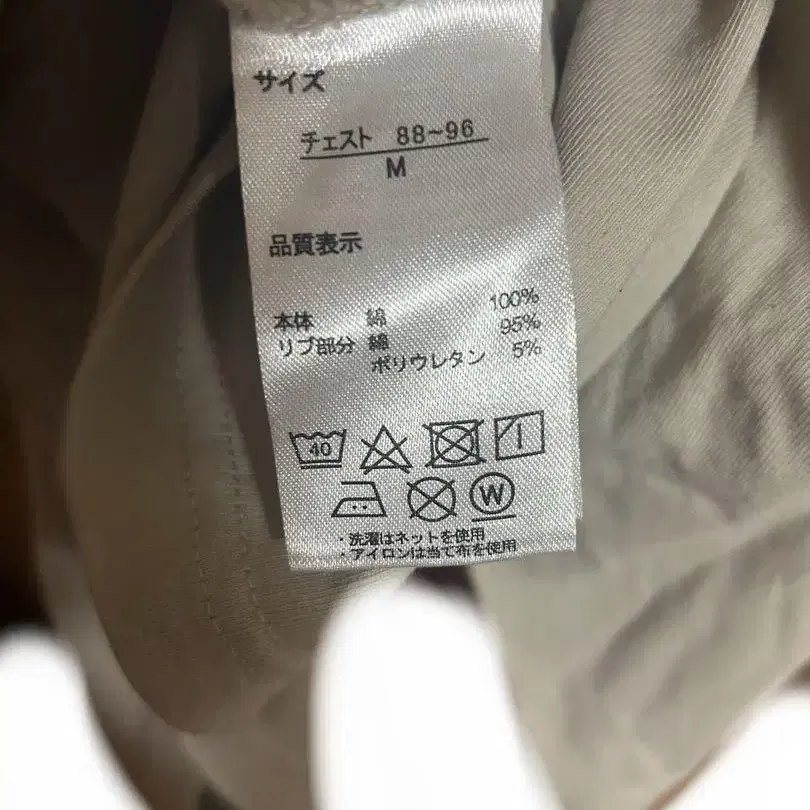 サイズ
チェスト 88~96
M
品質表示
本体 綿 100%
リブ部分 綿 95%
ポリウレタン 5%
40
W
・洗濯はネットを使用
・アイロンは当て布を使用